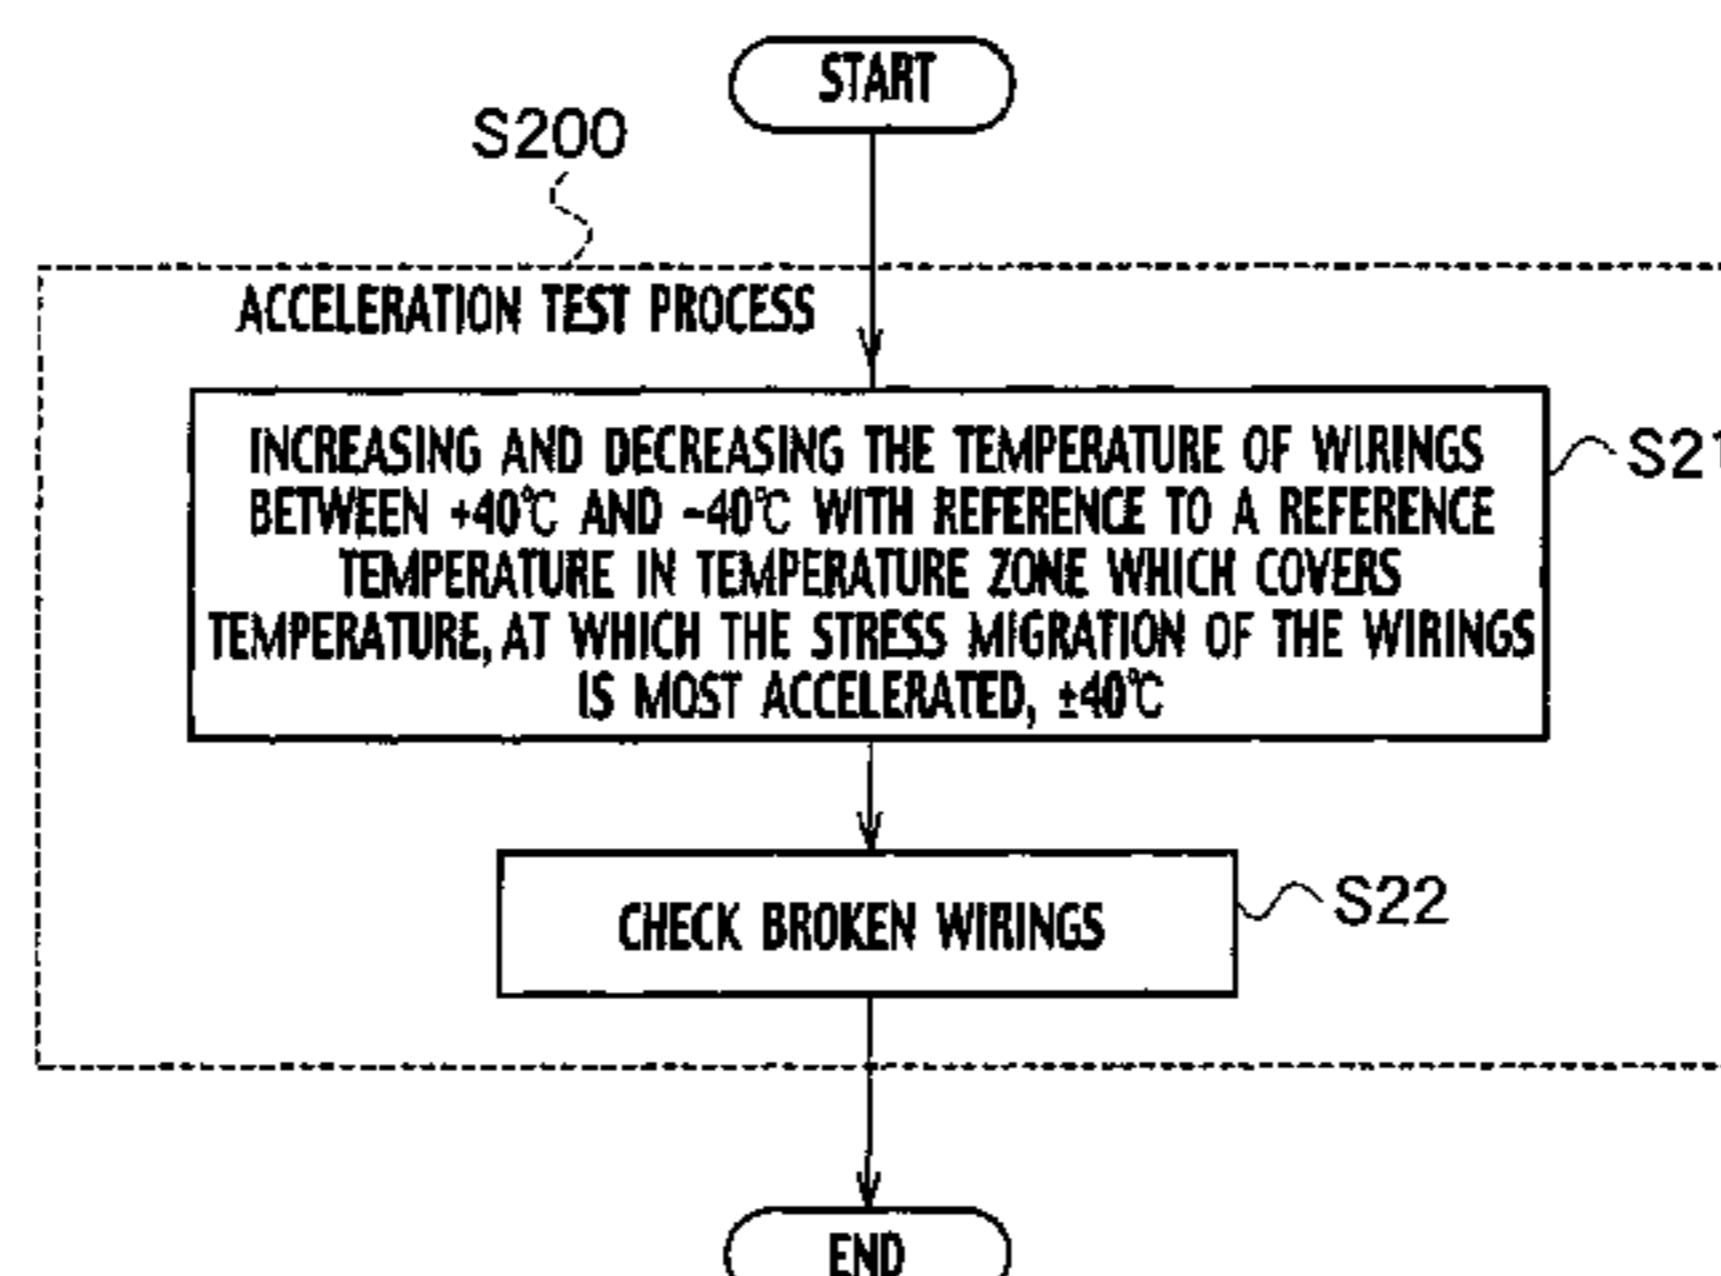 START
S200
ACCELERATION TEST PROCESS
INCREASING AND DECREASING THE TEMPERATURE OF WIRINGS
BETWEEN +40℃ AND -40℃ WITH REFERENCE TO A REFERENCE
TEMPERATURE IN TEMPERATURE ZONE WHICH COVERS
TEMPERATURE, AT WHICH THE STRESS MIGRATION OF THE WIRINGS
IS MOST ACCELERATED, ±40℃
S21
CHECK BROKEN WIRINGS
S22
END